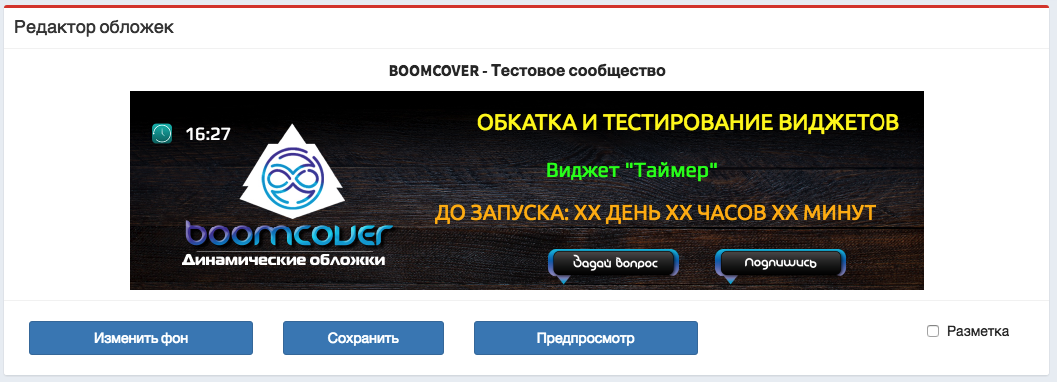 Редактор обложек
BOOMCOVER - Тестовое сообщество
16:27
ОБКАТКА И ТЕСТИРОВАНИЕ ВИДЖЕТОВ
Виджет "Таймер"
ДО ЗАПУСКА: XX ДЕНЬ XX ЧАСОВ XX МИНУТ
boomcover
Динамические обложки
Задай вопрос
Подпишись
Изменить фон
Сохранить
Предпросмотр
Разметка